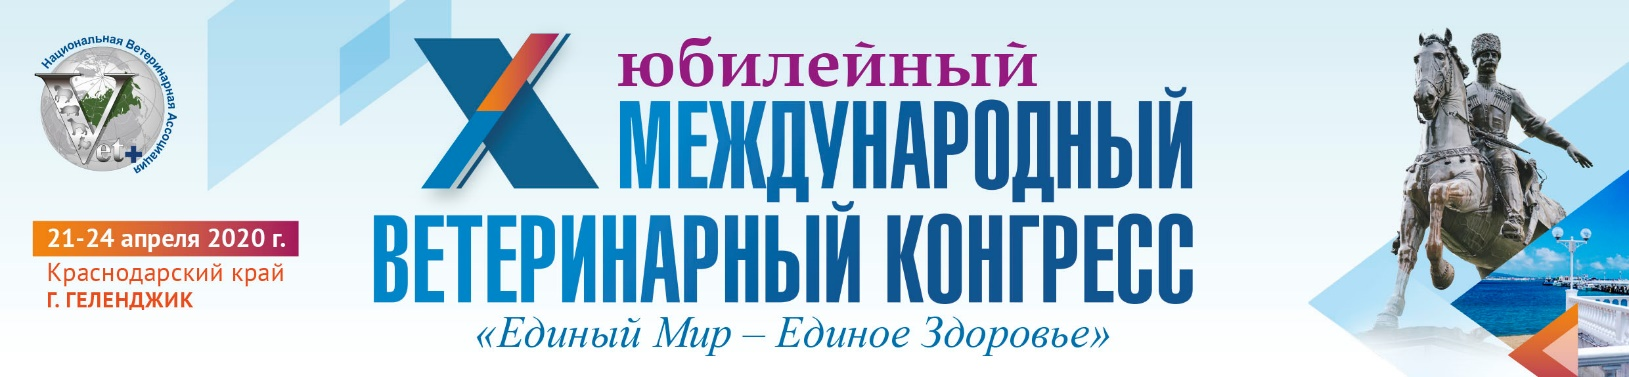 Национальная Ветеринарная Ассоциация
Vet+
21-24 апреля 2020 г.
Краснодарский край
г. ГЕЛЕНДЖИК
X юбилейный
МЕЖДУНАРОДНЫЙ
ВЕТЕРИНАРНЫЙ КОНГРЕСС
«Единый Мир – Единое Здоровье»